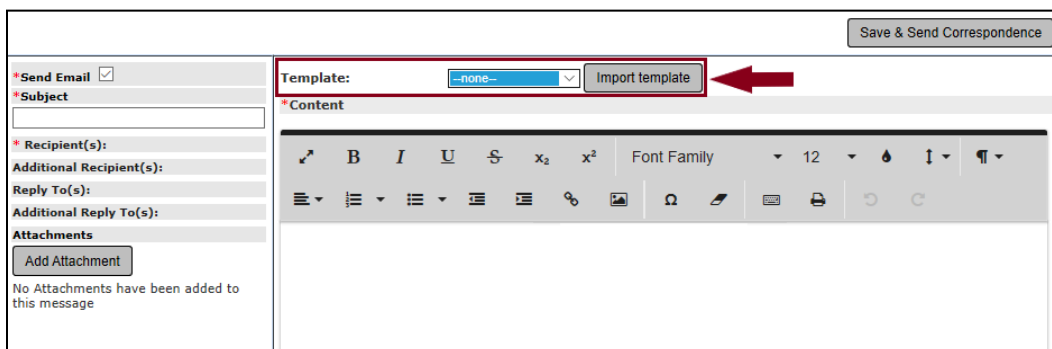 Save & Send Correspondence
*Send Email
*Subject
* Recipient(s):
Additional Recipient(s):
Reply To(s):
Additional Reply To(s):
Attachments
Add Attachment
No Attachments have been added to
this message
Template: --none-- Import template
*Content
B I U S x₂ x² Font Family 12 ¶
Ω